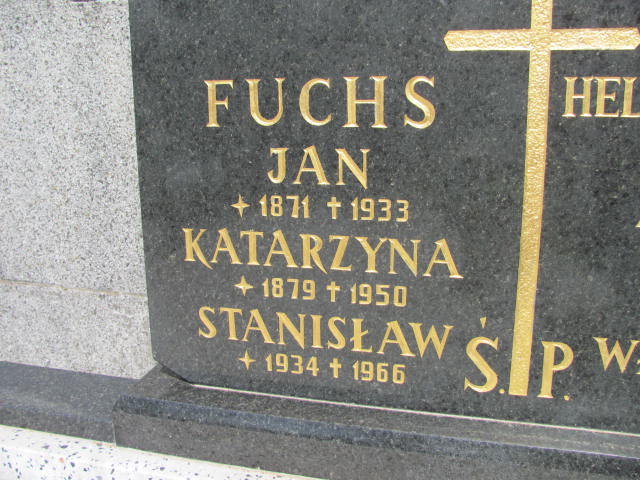 FUCHS
JAN
✦ 1871 ✝ 1933
KATARZYNA
✦ 1879 ✝ 1950
STANISŁAW
✦ 1934 ✝ 1966
Ś. P.